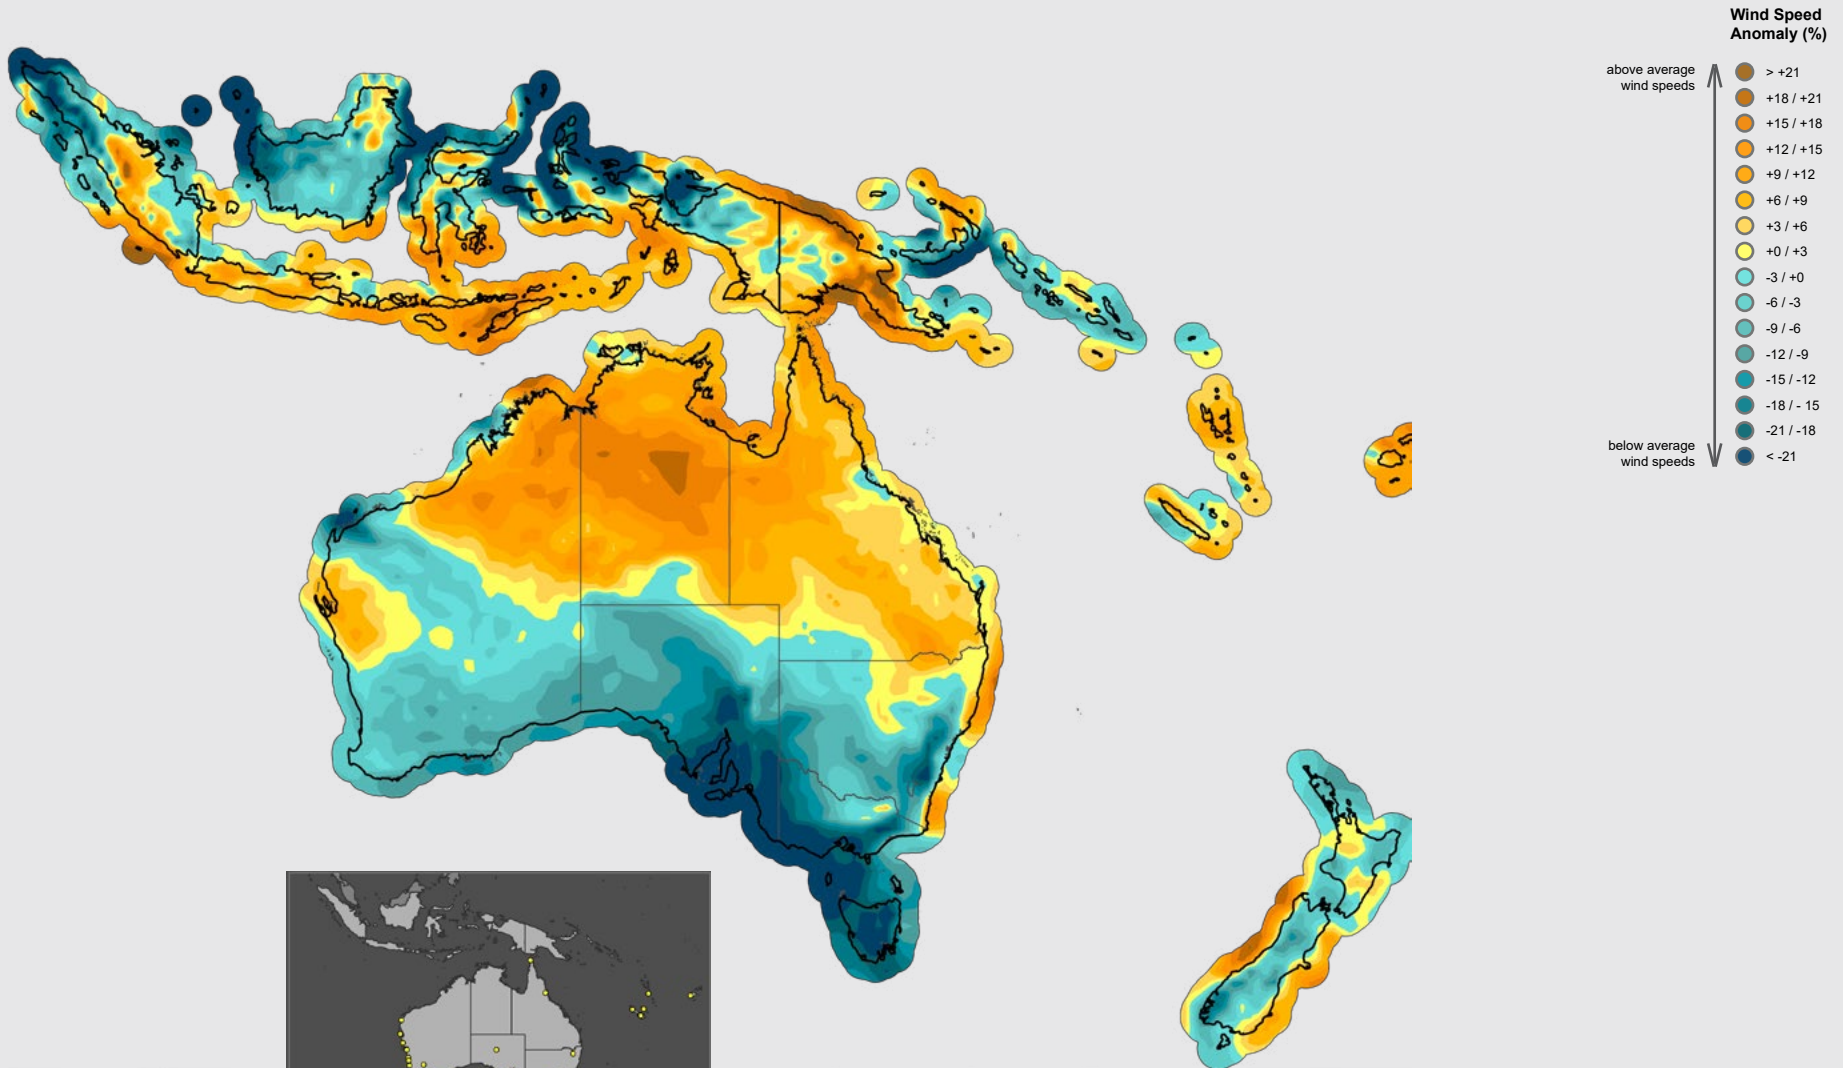 Wind Speed
Anomaly (%)
above average
wind speeds
> +21
+18 / +21
+15 / +18
+12 / +15
+9 / +12
+6 / +9
+3 / +6
+0 / +3
-3 / +0
-6 / -3
-9 / -6
-12 / -9
-15 / -12
-18 / - 15
-21 / -18
< -21
below average
wind speeds